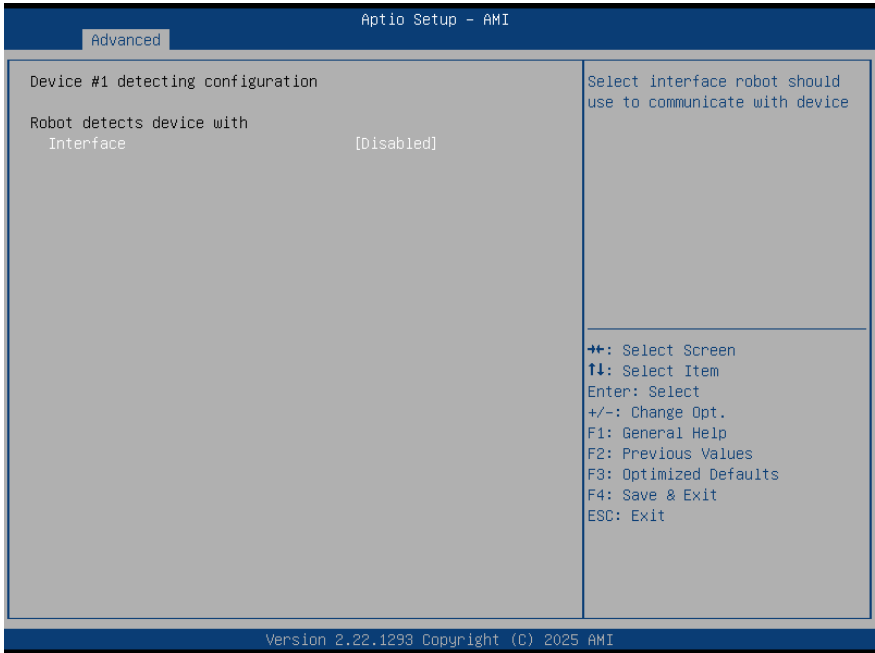 Aptio Setup – AMI
Advanced
Device #1 detecting configuration
Robot detects device with
Interface [Disabled]
Select interface robot should
use to communicate with device
→←: Select Screen
↑↓: Select Item
Enter: Select
+/-: Change Opt.
F1: General Help
F2: Previous Values
F3: Optimized Defaults
F4: Save & Exit
ESC: Exit
Version 2.22.1293 Copyright (C) 2025 AMI